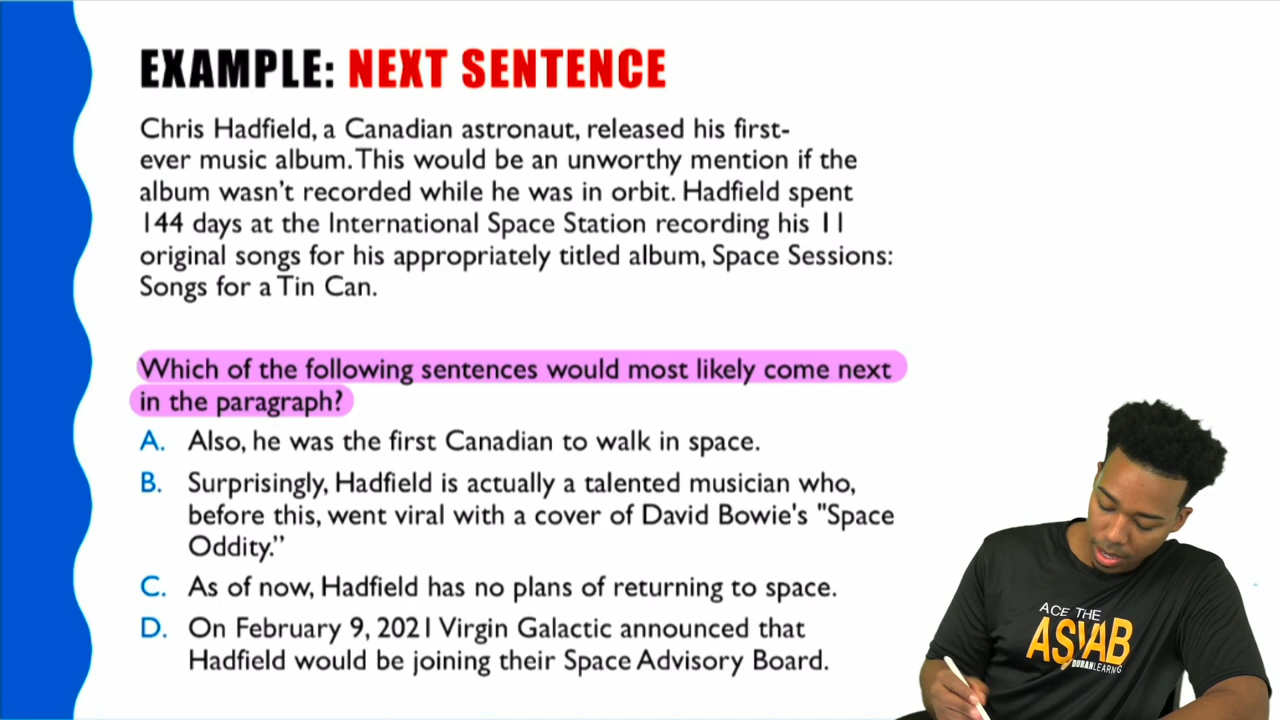 EXAMPLE: NEXT SENTENCE
Chris Hadfield, a Canadian astronaut, released his first-
ever music album. This would be an unworthy mention if the
album wasn't recorded while he was in orbit. Hadfield spent
144 days at the International Space Station recording his 11
original songs for his appropriately titled album, Space Sessions:
Songs for a Tin Can.
Which of the following sentences would most likely come next
in the paragraph?
A. Also, he was the first Canadian to walk in space.
B. Surprisingly, Hadfield is actually a talented musician who,
before this, went viral with a cover of David Bowie's "Space
Oddity.”
C. As of now, Hadfield has no plans of returning to space.
D. On February 9, 2021 Virgin Galactic announced that
Hadfield would be joining their Space Advisory Board.
ACE THE
ASVAB
DURAN LEARNING